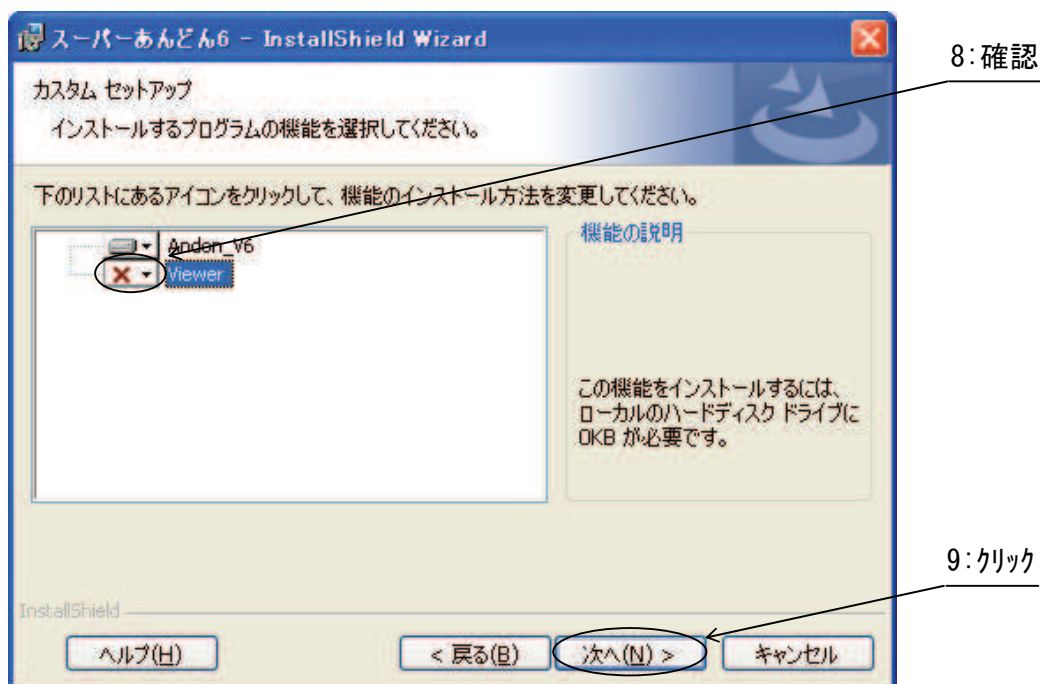 スーパーあんどん6 - InstallShield Wizard
8:確認
カスタム セットアップ
インストールするプログラムの機能を選択してください。
下のリストにあるアイコンをクリックして、機能のインストール方法を変更してください。
Andon_V6
Viewer
機能の説明
この機能をインストールするには、
ローカルのハードディスク ドライブに
0KB が必要です。
9:クリック
InstallShield
ヘルプ(H)
< 戻る(B)
次へ(N) >
キャンセル